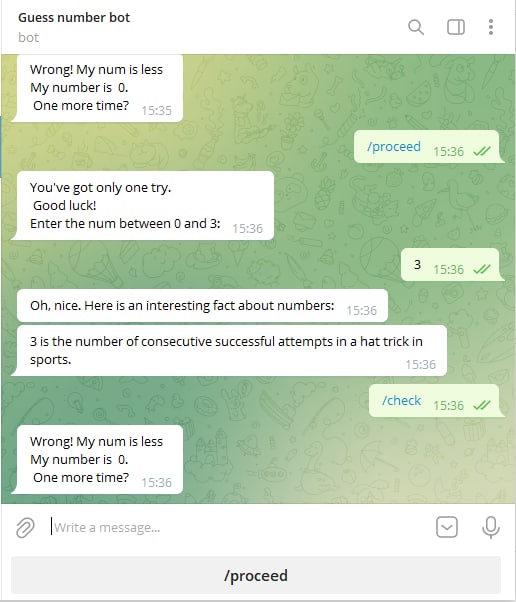 Guess number bot
bot
Wrong! My num is less
My number is  0.
One more time? 15:35
/proceed 15:36
You've got only one try.
Good luck!
Enter the num between 0 and 3: 15:36
3 15:36
Oh, nice. Here is an interesting fact about numbers: 15:36
3 is the number of consecutive successful attempts in a hat trick in
sports. 15:36
/check 15:36
Wrong! My num is less
My number is  0.
One more time? 15:36
Write a message...
/proceed